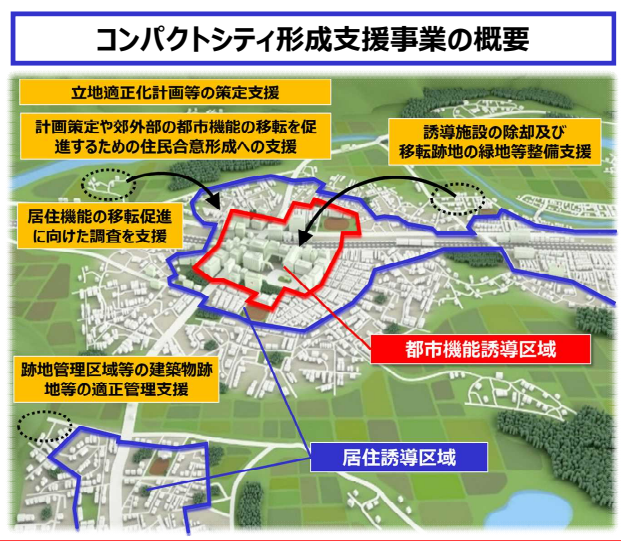 コンパクトシティ形成支援事業の概要
立地適正化計画等の策定支援
計画策定や郊外部の都市機能の移転を促
進するための住民合意形成への支援
誘導施設の除却及び
移転跡地の緑地等整備支援
居住機能の移転促進
に向けた調査を支援
都市機能誘導区域
跡地管理区域等の建築物跡
地等の適正管理支援
居住誘導区域